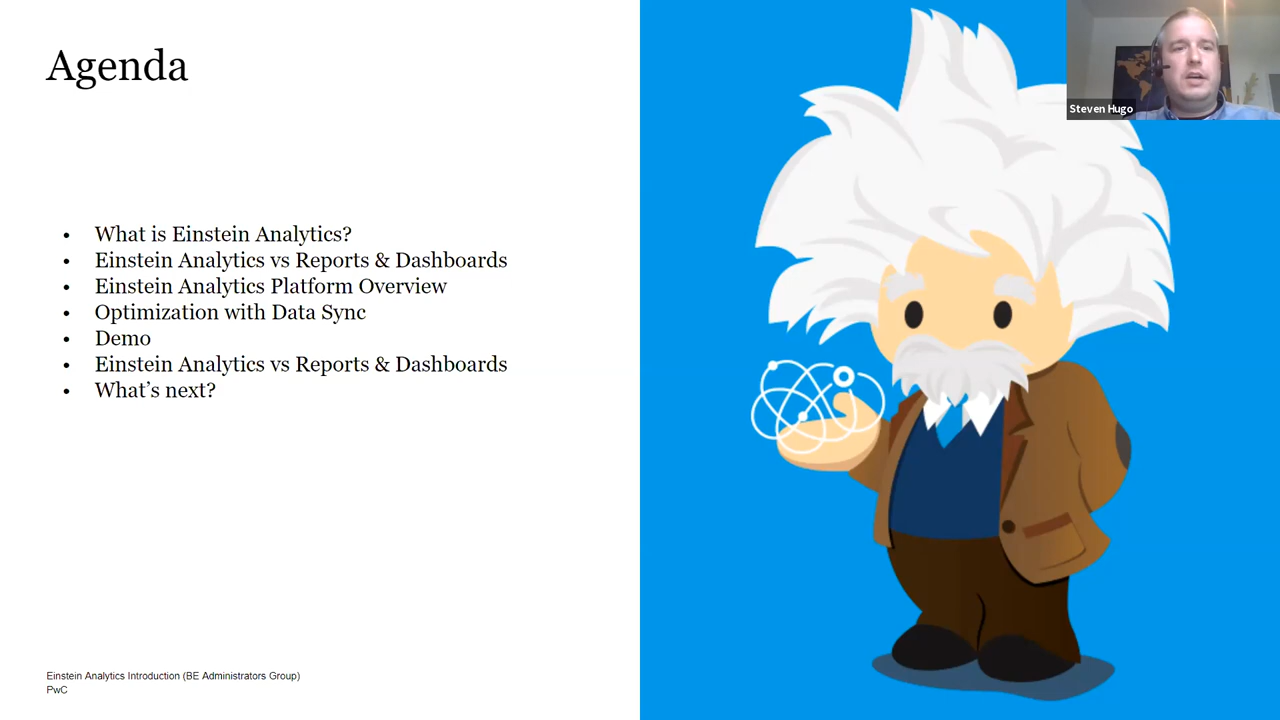 Agenda
Steven Hugo
• What is Einstein Analytics?
• Einstein Analytics vs Reports & Dashboards
• Einstein Analytics Platform Overview
• Optimization with Data Sync
• Demo
• Einstein Analytics vs Reports & Dashboards
• What’s next?
Einstein Analytics Introduction (BE Administrators Group)
PwC